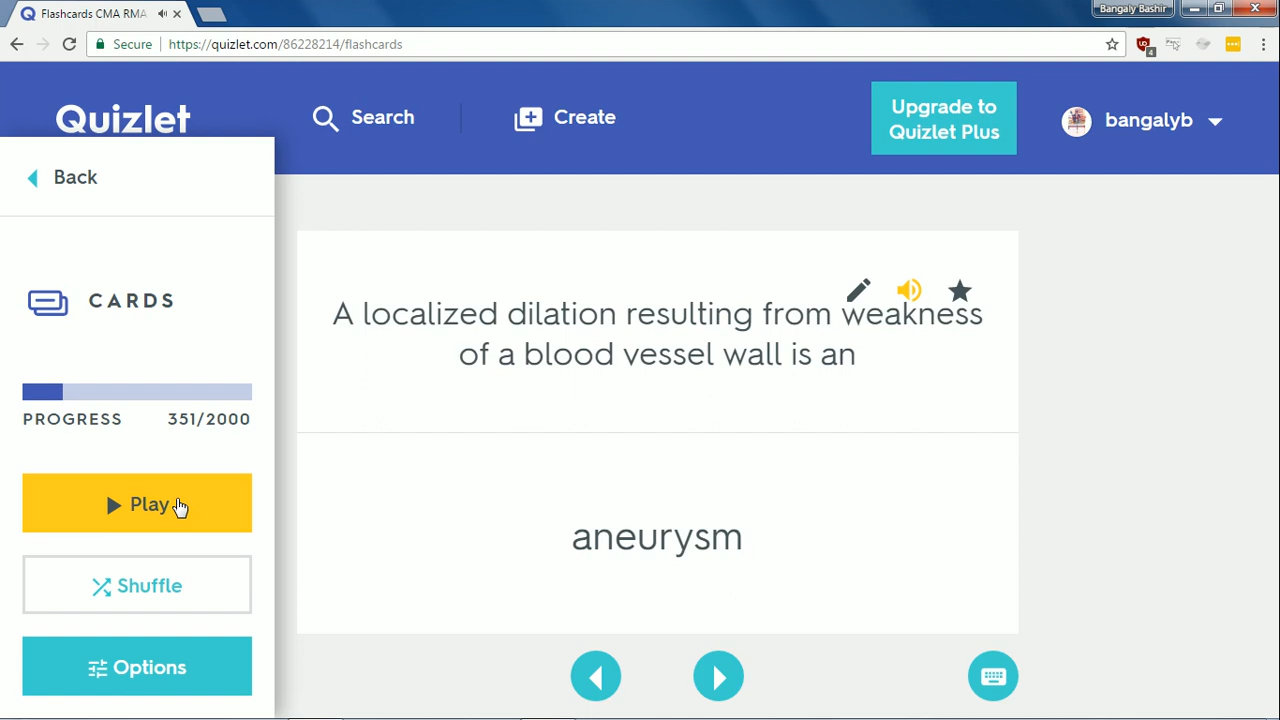 Flashcards CMA RMA
Bangaly Bashir
Secure https://quizlet.com/86228214/flashcards
4
Quizlet
Search
Create
Upgrade to
Quizlet Plus
bangalyb
Back
CARDS
PROGRESS 351/2000
Play
Shuffle
Options
A localized dilation resulting from weakness
of a blood vessel wall is an
aneurysm